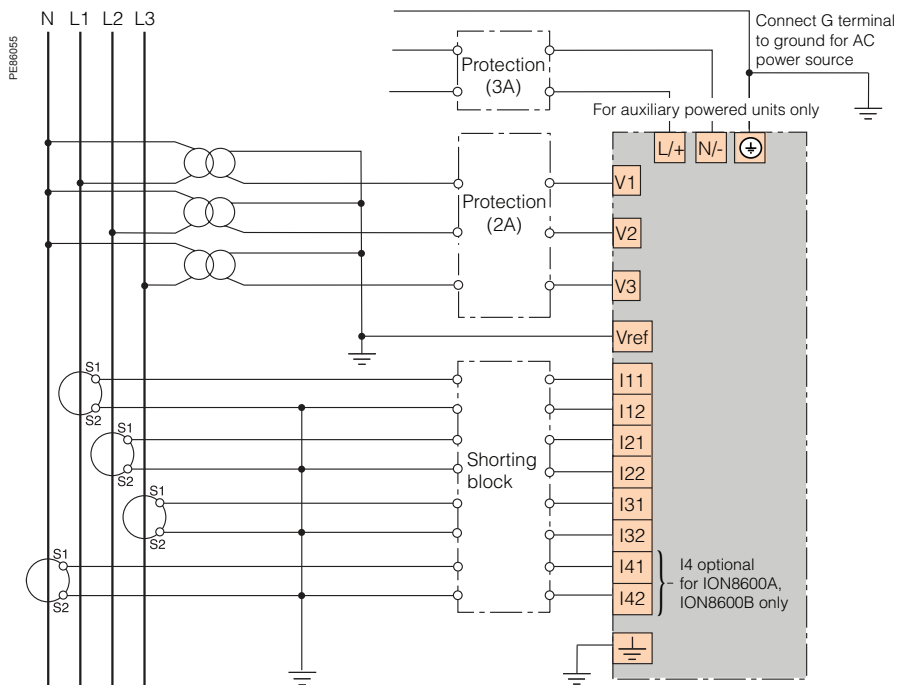 N L1 L2 L3
PE86055
Connect G terminal
to ground for AC
power source
Protection
(3A)
For auxiliary powered units only
L/+ N/-
V1
Protection
(2A)
V2
V3
Vref
S1
S2
I11
I12
S1
S2
I21
I22
Shorting
block
S1
S2
I31
I32
S1
S2
I41
I42
I4 optional
for ION8600A,
ION8600B only